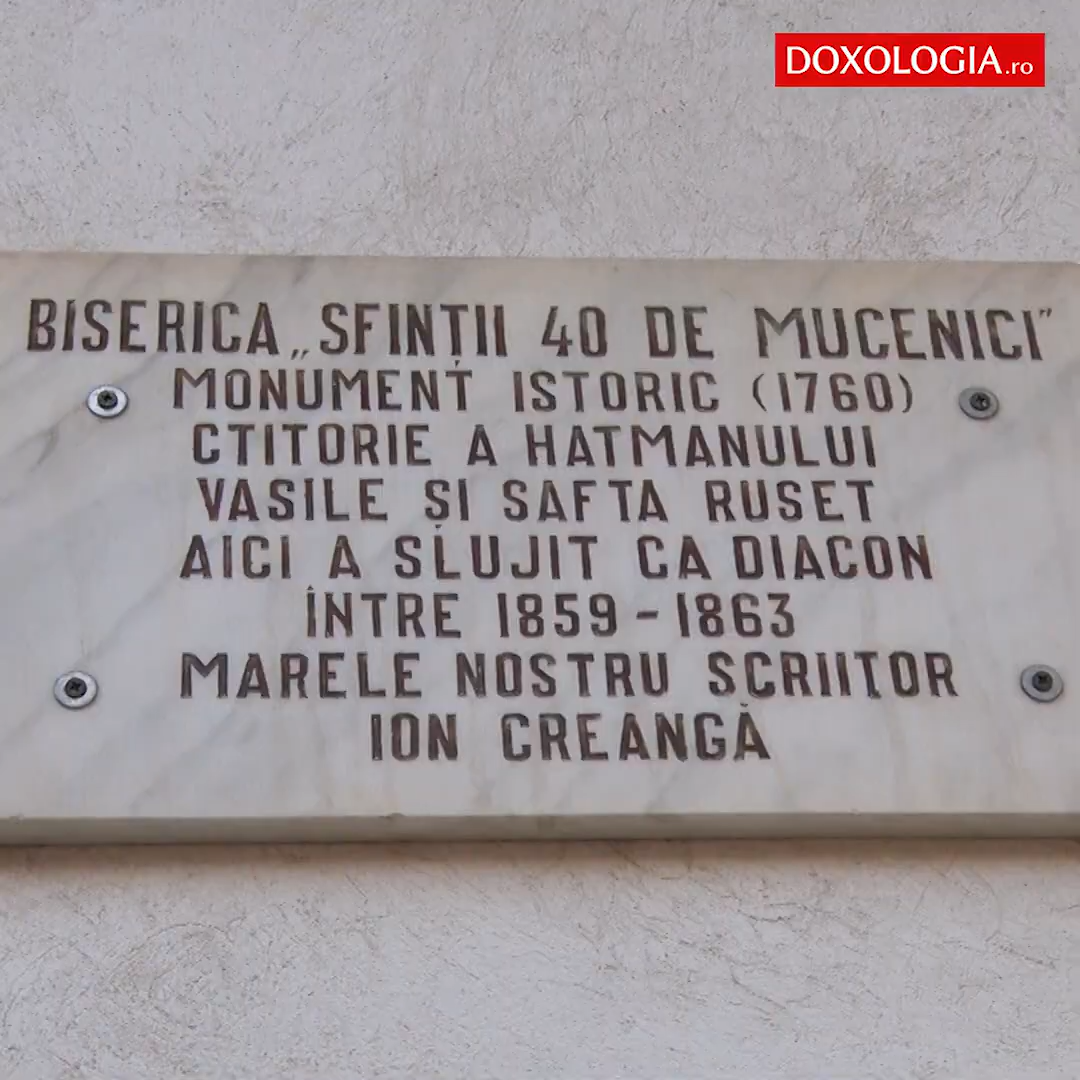 DOXOLOGIA.ro
BISERICA „SFINȚII 40 DE MUCENICI”
MONUMENT ISTORIC (1760)
CTITORIE A HATMANULUI
VASILE ȘI SAFTA RUSET
AICI A SLUJIT CA DIACON
ÎNTRE 1859-1863
MARELE NOSTRU SCRIITOR
ION CREANGĂ